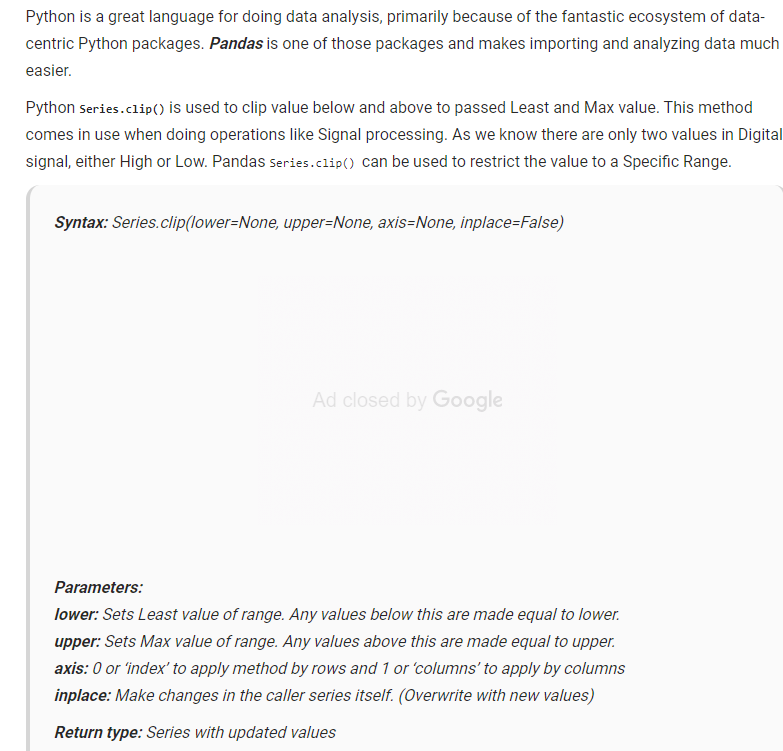 Python is a great language for doing data analysis, primarily because of the fantastic ecosystem of data-
centric Python packages. Pandas is one of those packages and makes importing and analyzing data much
easier.
Python Series.clip() is used to clip value below and above to passed Least and Max value. This method
comes in use when doing operations like Signal processing. As we know there are only two values in Digital
signal, either High or Low. Pandas Series.clip() can be used to restrict the value to a Specific Range.
Syntax: Series.clip(lower=None, upper=None, axis=None, inplace=False)
Ad closed by Google
Parameters:
lower: Sets Least value of range. Any values below this are made equal to lower.
upper: Sets Max value of range. Any values above this are made equal to upper.
axis: 0 or ‘index’ to apply method by rows and 1 or ‘columns’ to apply by columns
inplace: Make changes in the caller series itself. (Overwrite with new values)
Return type: Series with updated values